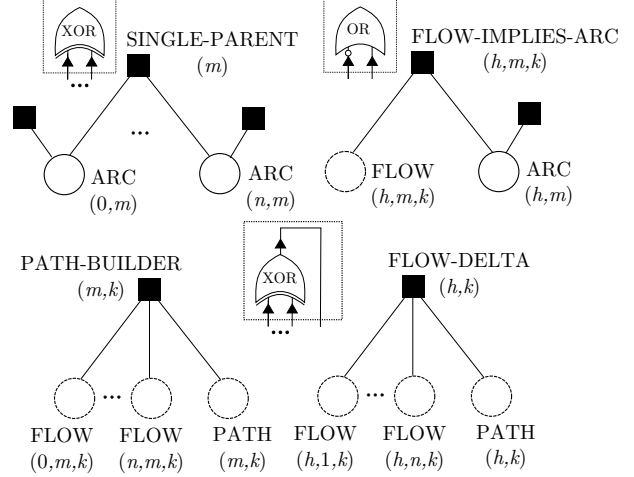 XOR
...
SINGLE-PARENT
(m)
...
ARC
(0,m)
ARC
(n,m)
OR
FLOW-IMPLIES-ARC
(h,m,k)
FLOW
(h,m,k)
ARC
(h,m)
PATH-BUILDER
(m,k)
XOR
...
FLOW-DELTA
(h,k)
...
FLOW
(0,m,k)
FLOW
(n,m,k)
PATH
(m,k)
...
FLOW
(h,1,k)
FLOW
(h,n,k)
PATH
(h,k)